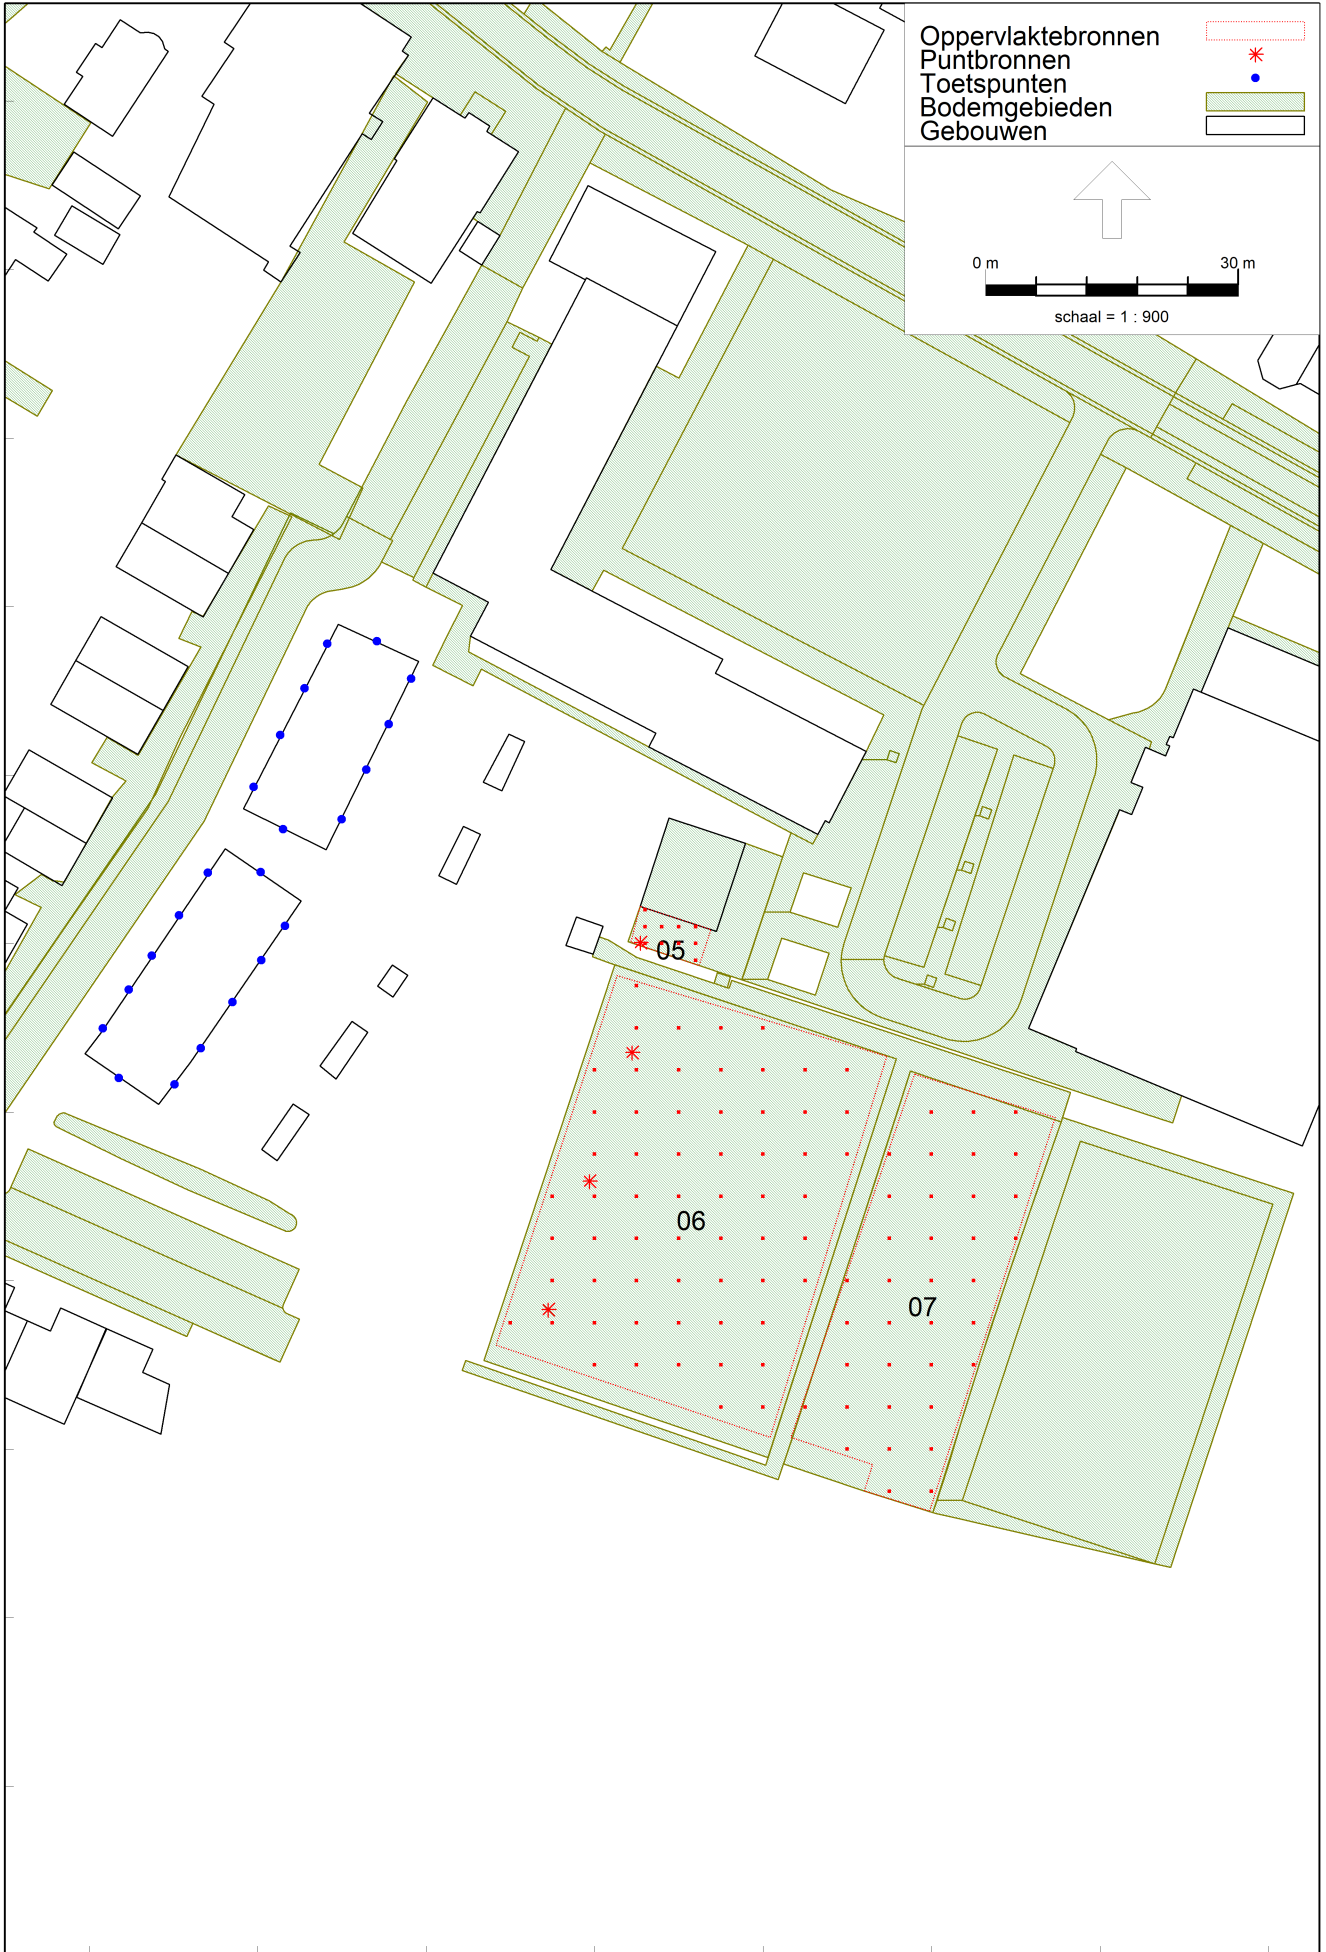 Oppervlaktebronnen
Puntbronnen
Toetspunten
Bodemgebieden
Gebouwen
0 m 30 m
schaal = 1 : 900
05
06
07